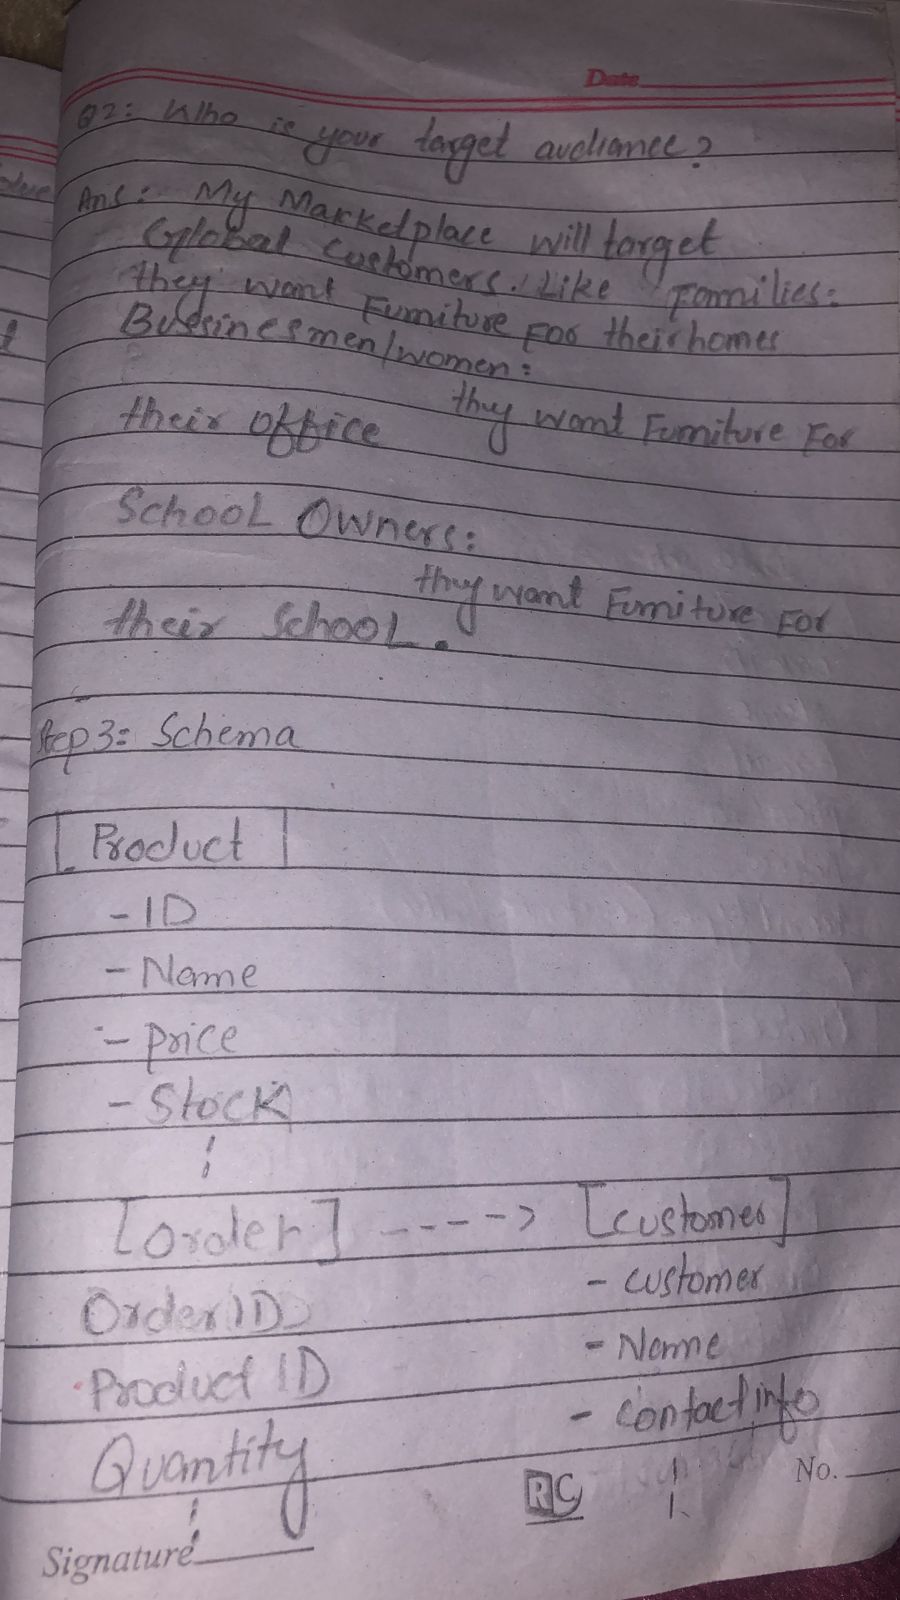 Date
Q2: Who is your target audiance?
Ans: My Marketplace will target
Global Customers. Like Families:
they want Furniture For their homes
Bussinesmen/women:
they want Furniture For
their office
School Owners:
they want Furniture For
their School.
Step 3: Schema
[Product]
- ID
- Name
- Price
- Stock
[order] ----> [customer]
- customer
Order ID
- Name
Product ID
- contact info
Quantity
RC
No.
Signature